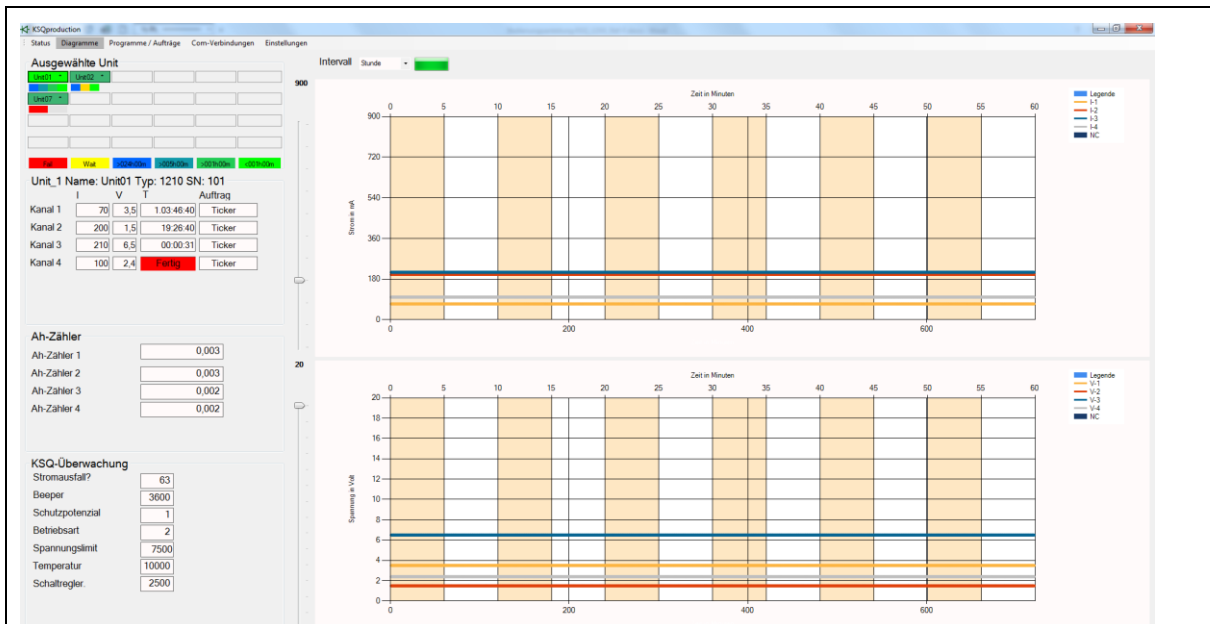 KSQproduction
Status Diagramme Programme / Aufträge Com-Verbindungen Einstellungen
Ausgewählte Unit
Unit01 Unit02
Unit07
Fail Wait >024h00m >005h00m >001h00m <001h00m
Unit_1 Name: Unit01 Typ: 1210 SN: 101
I V T Auftrag
Kanal 1 70 3,5 1.03:46:40 Ticker
Kanal 2 200 1,5 19:26:40 Ticker
Kanal 3 210 6,5 00:00:31 Ticker
Kanal 4 100 2,4 Fertig Ticker
Ah-Zähler
Ah-Zähler 1 0,003
Ah-Zähler 2 0,003
Ah-Zähler 3 0,002
Ah-Zähler 4 0,002
KSQ-Überwachung
Stromausfall? 63
Beeper 3600
Schutzpotenzial 1
Betriebsart 2
Spannungslimit 7500
Temperatur 10000
Schaltregler. 2500
Intervall Stunde
900
20
Zeit in Minuten
0 5 10 15 20 25 30 35 40 45 50 55 60
900
720
540
360
180
0
Strom in mA
0 200 400 600
Legende
I-1
I-2
I-3
I-4
NC
Zeit in Minuten
0 5 10 15 20 25 30 35 40 45 50 55 60
20
18
16
14
12
10
8
6
4
2
0
Spannung in Volt
0 200 400 600
Legende
V-1
V-2
V-3
V-4
NC